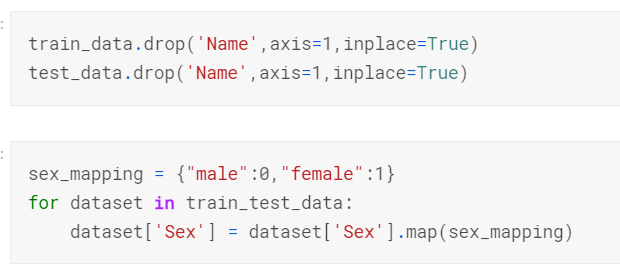 :
train_data.drop('Name',axis=1,inplace=True)
test_data.drop('Name',axis=1,inplace=True)
:
sex_mapping = {"male":0,"female":1}
for dataset in train_test_data:
    dataset['Sex'] = dataset['Sex'].map(sex_mapping)